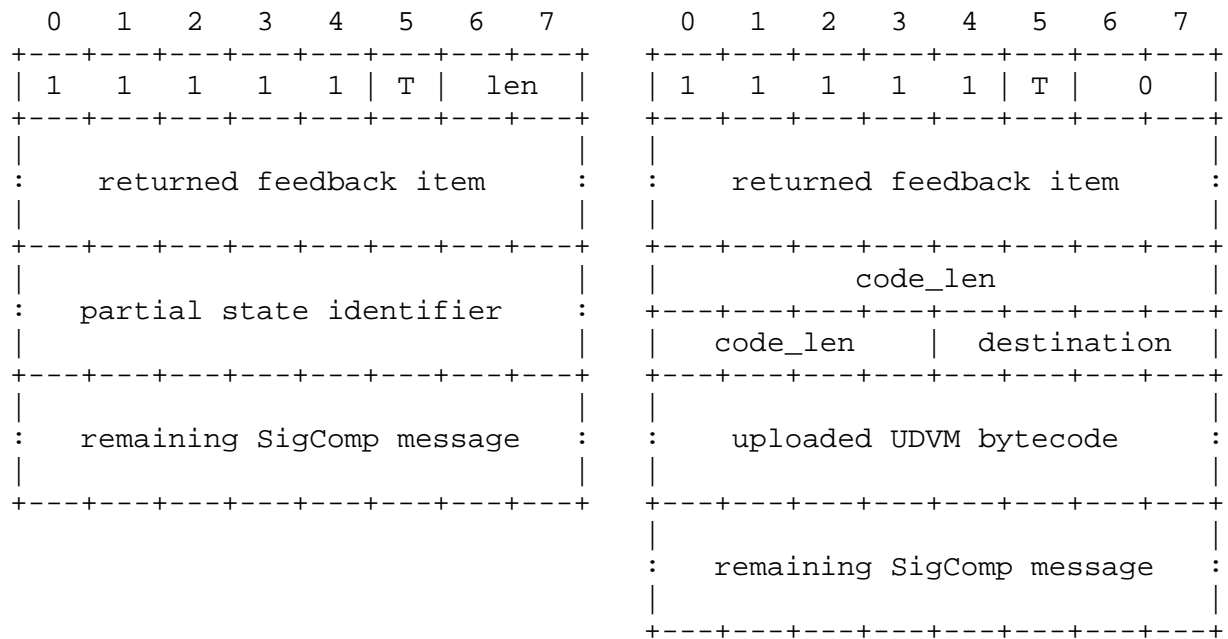 0   1   2   3   4   5   6   7         0   1   2   3   4   5   6   7
+---+---+---+---+---+---+---+---+   +---+---+---+---+---+---+---+---+
| 1   1   1   1   1 | T |  len  |   | 1   1   1   1   1 | T |   0   |
+---+---+---+---+---+---+---+---+   +---+---+---+---+---+---+---+---+
|                               |   |                               |
:    returned feedback item     :   :    returned feedback item     :
|                               |   |                               |
+---+---+---+---+---+---+---+---+   +---+---+---+---+---+---+---+---+
|                               |   |           code_len            |
:   partial state identifier    :   +---+---+---+---+---+---+---+---+
|                               |   |   code_len    |  destination  |
+---+---+---+---+---+---+---+---+   +---+---+---+---+---+---+---+---+
|                               |   |                               |
:   remaining SigComp message   :   :    uploaded UDVM bytecode     :
|                               |   |                               |
+---+---+---+---+---+---+---+---+   +---+---+---+---+---+---+---+---+
                                    |                               |
                                    :   remaining SigComp message   :
                                    |                               |
                                    +---+---+---+---+---+---+---+---+